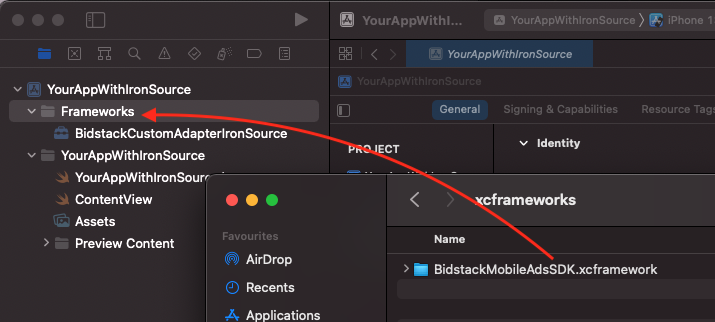 YourAppWithI...
YourAppWithIronSource
iPhone 1
YourAppWithIronSource
YourAppWithIronSource
YourAppWithIronSource
Frameworks
General
Signing & Capabilities
Resource Tags
BidstackCustomAdapterIronSource
PROJECT
Identity
YourAppWithIronSource
YourAppWithIronSou
ContentView
xcframeworks
Assets
Favourites
Name
Preview Content
AirDrop
BidstackMobileAdsSDK.xcframework
Recents
Applications